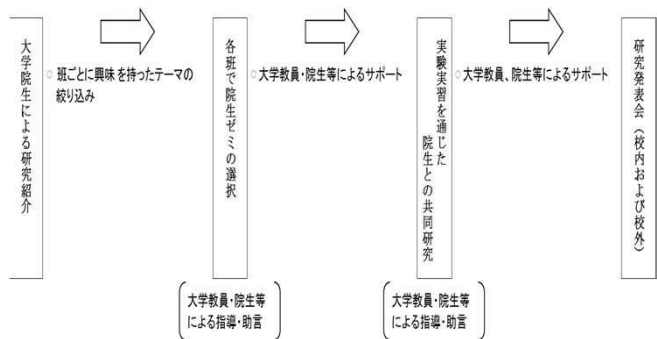 大学院生による研究紹介
○ 班ごとに興味を持ったテーマの
絞り込み
各班で院生ゼミの選択
○大学教員・院生等によるサポート
実験実習を通じた
院生との共同研究
○大学教員、院生等によるサポート
研究発表会（校内および校外）
大学教員・院生等
による指導・助言
大学教員・院生等
による指導・助言